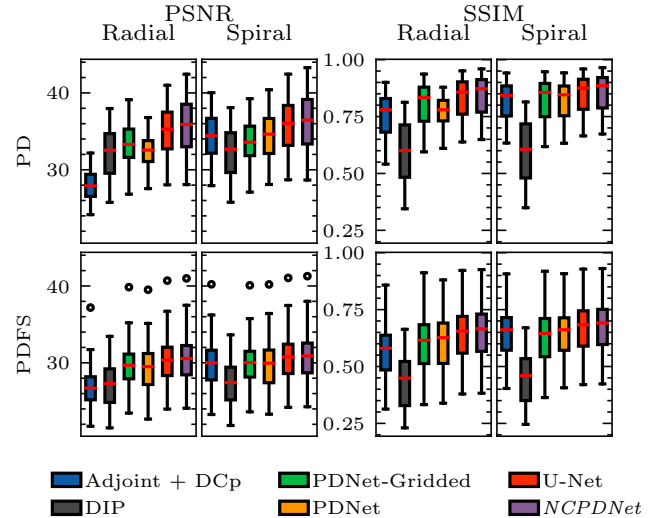 PSNR SSIM
Radial Spiral Radial Spiral
PD
40
30
1.00
0.75
0.50
0.25
PDFS
40
30
1.00
0.75
0.50
0.25
Adjoint + DCp PDNet-Gridded U-Net
DIP PDNet NCPDNet